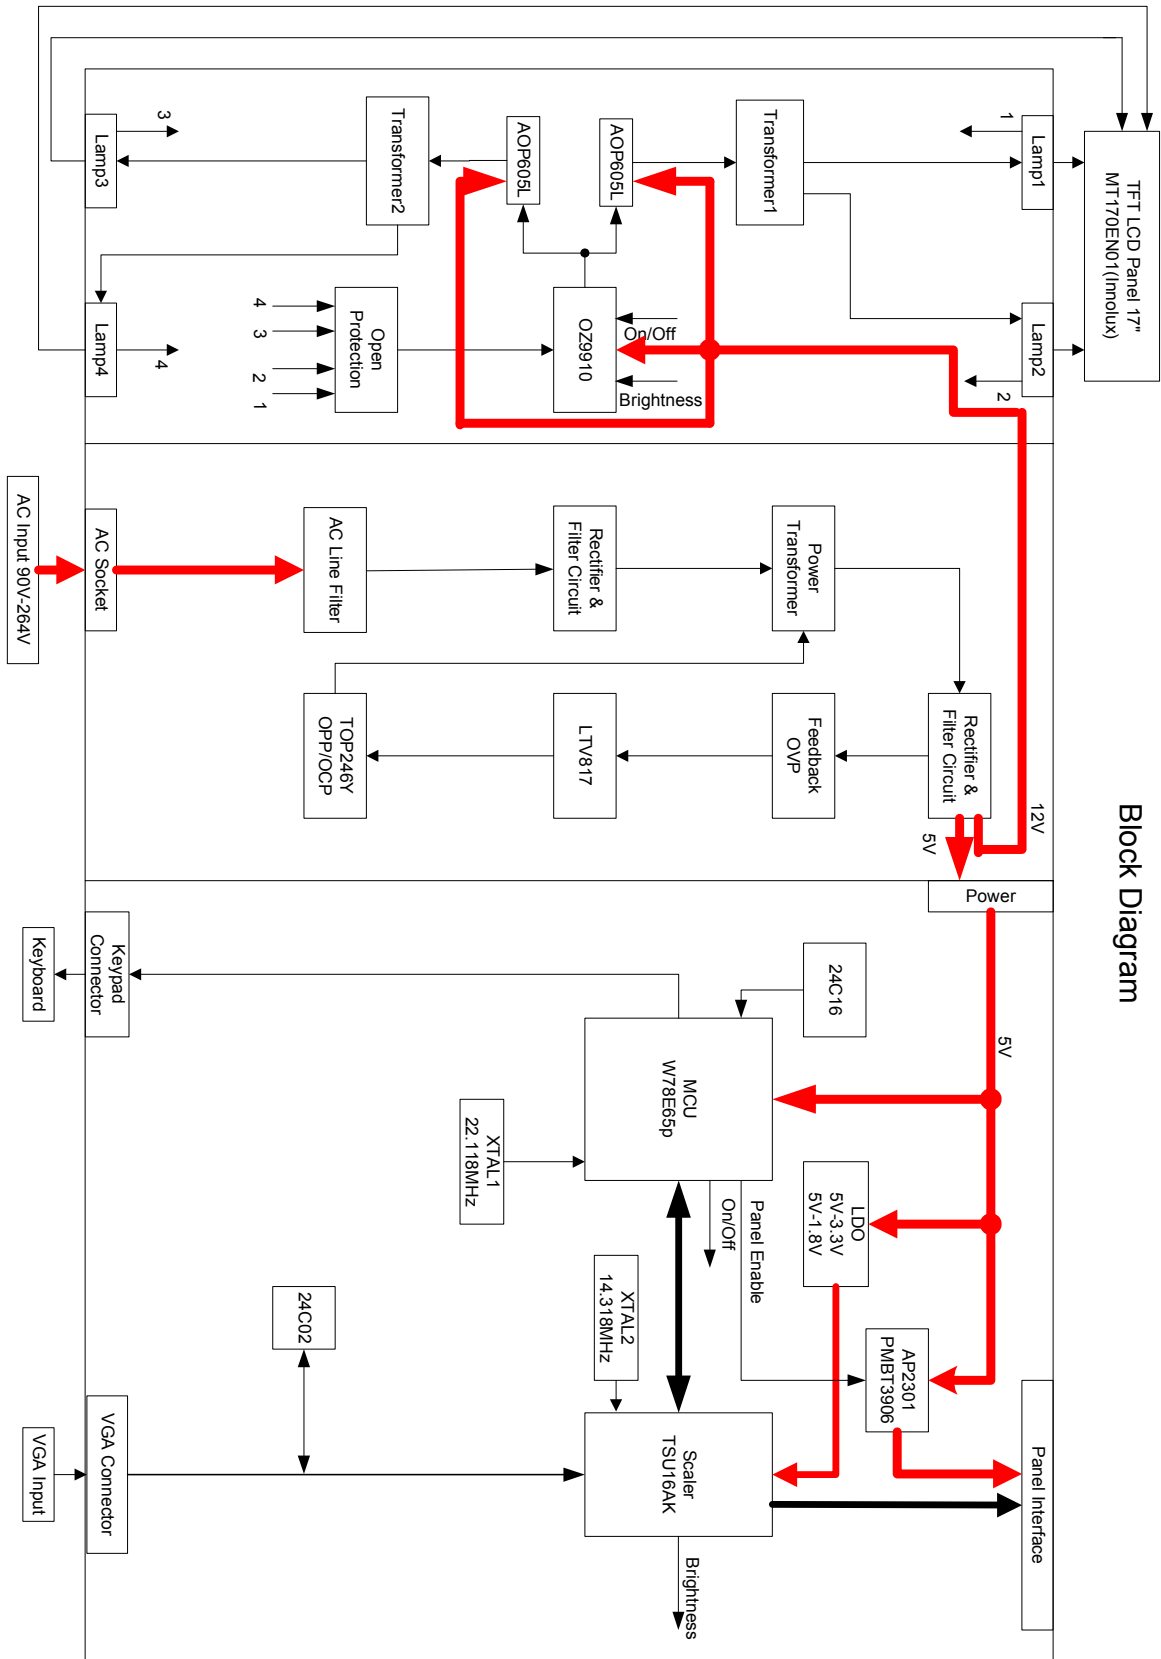 Block Diagram
TFT LCD Panel 17"
MT170EN01(Innolux)
Lamp1
1
Lamp2
2
Transformer1
AOP605L
AOP605L
Transformer2
Lamp3
3
Lamp4
4
OZ9910
On/Off
Brightness
Open
Protection
4
3
2
1
AC Input 90V-264V
AC Socket
AC Line Filter
Rectifier &
Filter Circuit
Power
Transformer
Rectifier &
Filter Circuit
Feedback
OVP
LTV817
TOP246Y
OPP/OCP
12V
5V
Power
5V
Keypad
Connector
Keyboard
24C16
MCU
W78E65p
XTAL1
22.118MHz
On/Off
Panel Enable
LDO
5V-3.3V
5V-1.8V
AP2301
PMBT3906
Panel Interface
XTAL2
14.318MHz
Scaler
TSU16AK
Brightness
24C02
VGA Connector
VGA Input